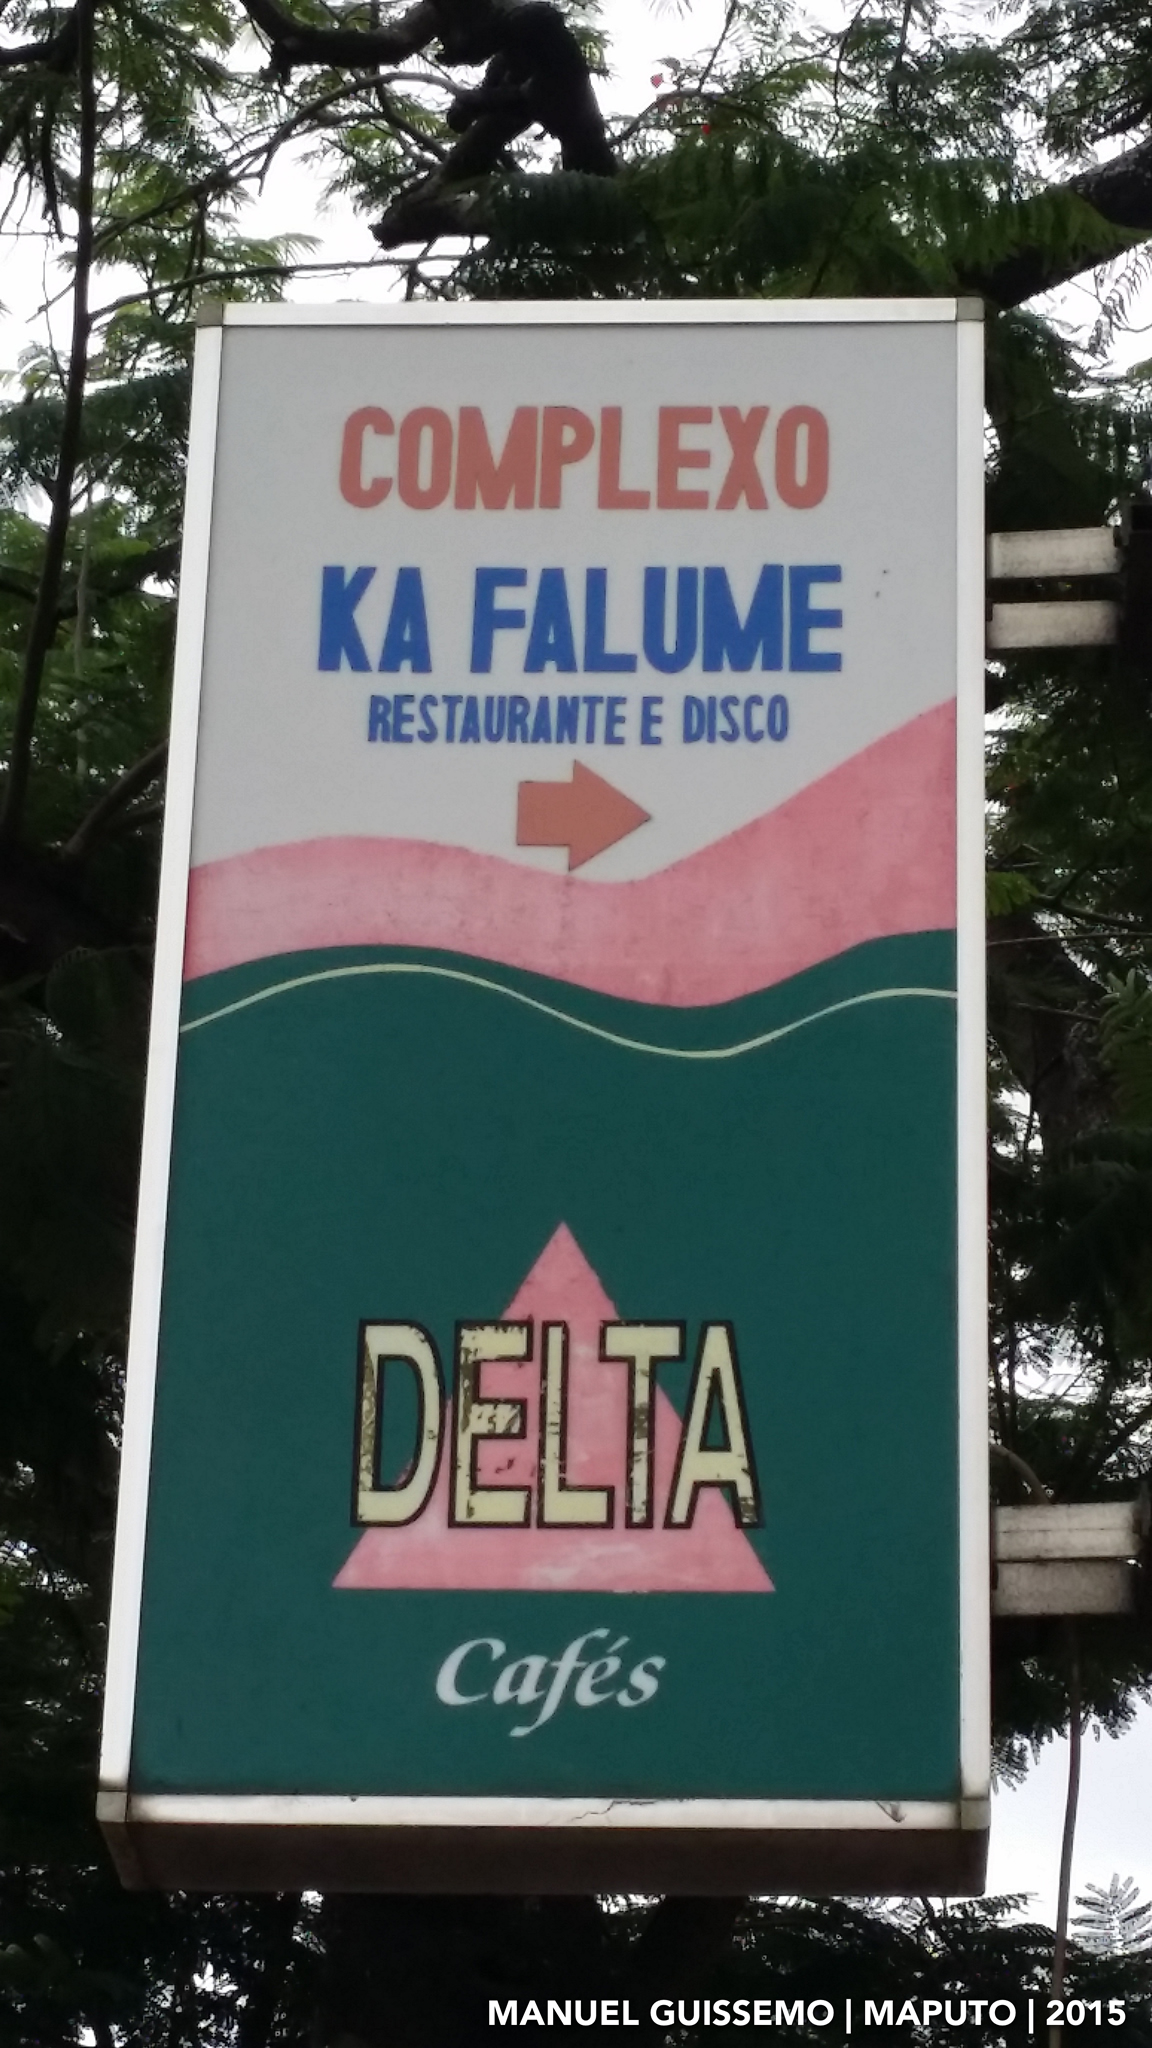 COMPLEXO
KA FALUME
RESTAURANTE E DISCO
DELTA
Cafés
MANUEL GUISSEMO | MAPUTO | 2015